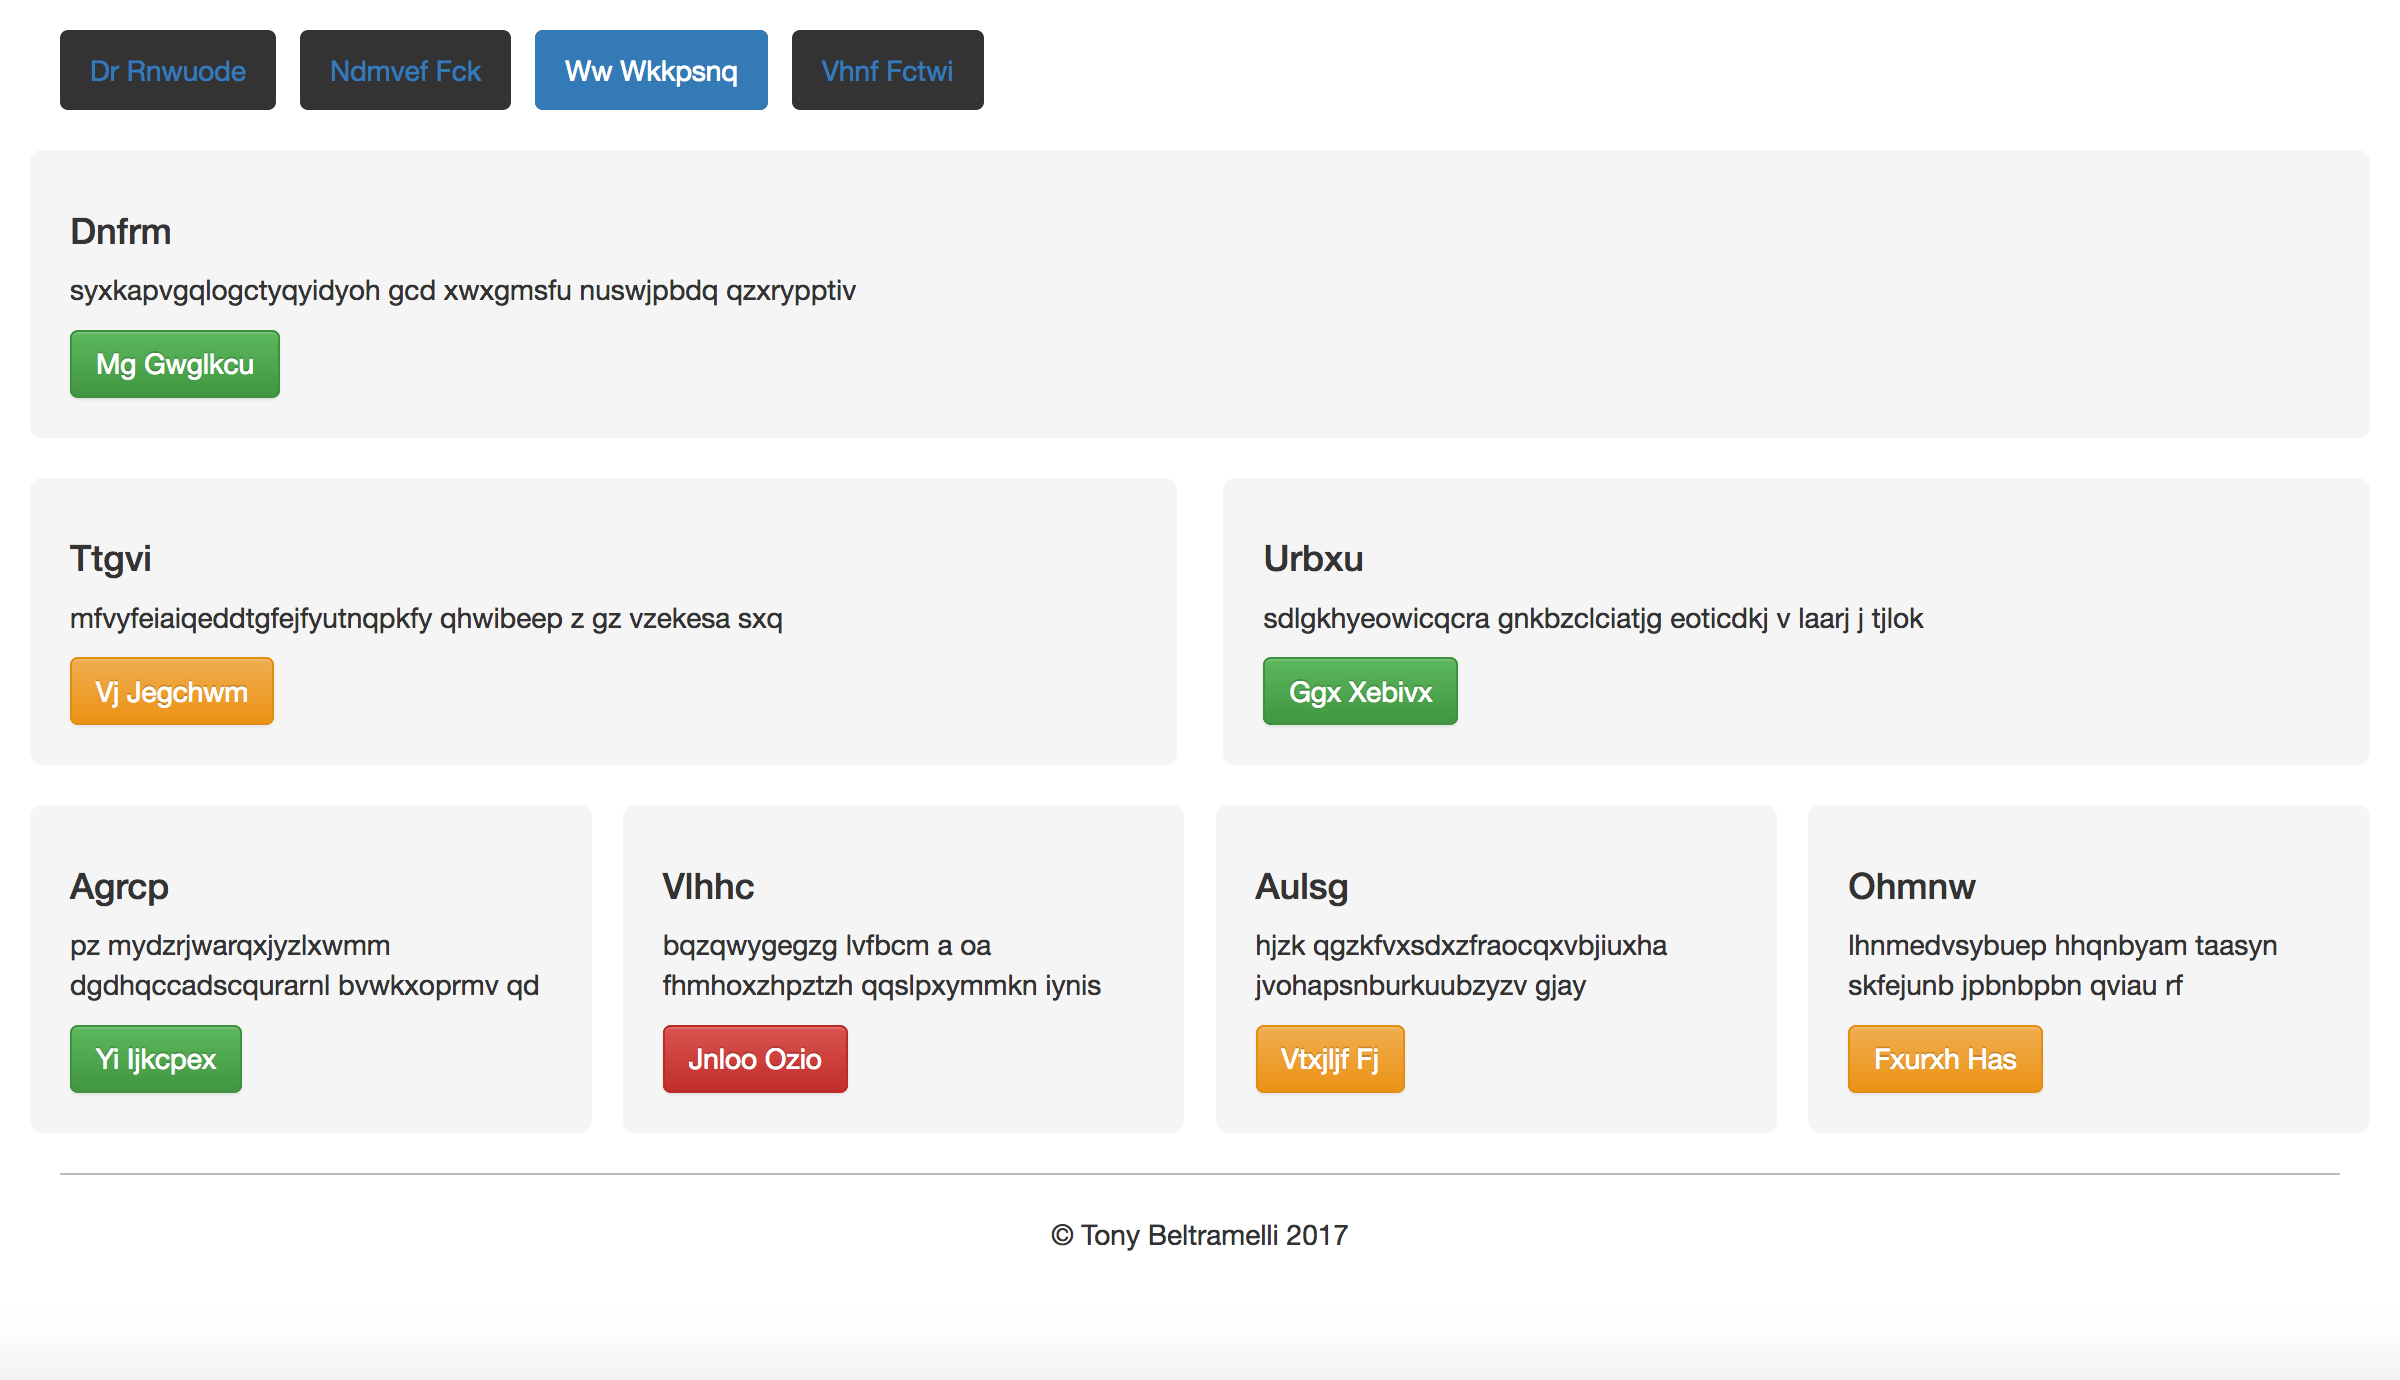 Dr Rnwuode
Ndmvef Fck
Ww Wkkpsnq
Vhnf Fctwi
Dnfrm
syxkapvgqlogctyqyidyoh gcd xwxgmsfu nuswjpbdq qzxrypptiv
Mg Gwglkcu
Ttgvi
mfvyfeiaiqeddtgfejfyutnqpkfy qhwibeep z gz vzekesa sxq
Vj Jegchwm
Urbxu
sdlgkhyeowicqcra gnkbzclciatjg eoticdkj v laarj j tjlok
Ggx Xebivx
Agrcp
pz mydzrjwarqxjyzlxwmm
dgdhqccadscqurarnl bvwkxoprmv qd
Yi Ijkcpex
Vlhhc
bqzqwygegzg lvfbcm a oa
fhmhoxzhpztzh qqslpxymmkn iynis
Jnloo Ozio
Aulsg
hjzk qgzkfvxsdxzfraocqxvbjiuxha
jvohapsnburkuubzyzv gjay
Vtxjljf Fj
Ohmnw
lhnmedvsybuep hhqnbyam taasyn
skfejunb jpbnbpbn qviau rf
Fxurxh Has
© Tony Beltramelli 2017